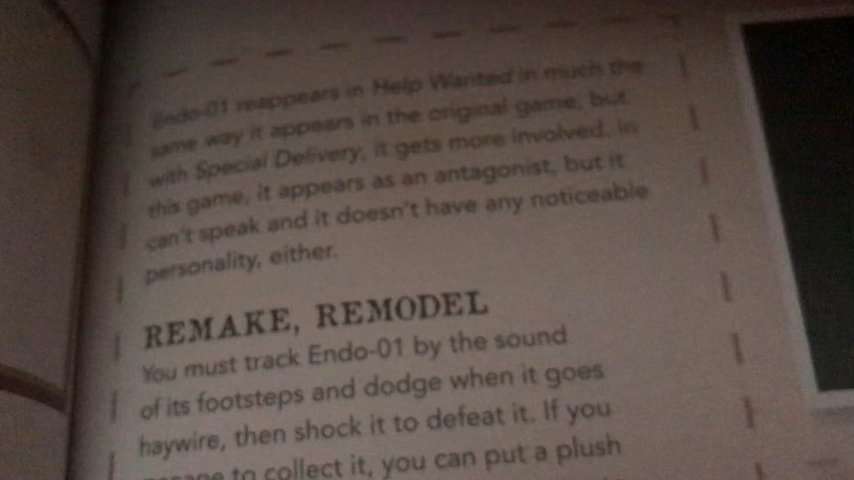 Endo-01 reappears in Help Wanted in much the
same way it appears in the original game, but
with Special Delivery, it gets more involved. In
this game, it appears as an antagonist, but it
can't speak and it doesn't have any noticeable
personality, either.
REMAKE, REMODEL
You must track Endo-01 by the sound
of its footsteps and dodge when it goes
haywire, then shock it to defeat it. If you
to collect it, you can put a plush